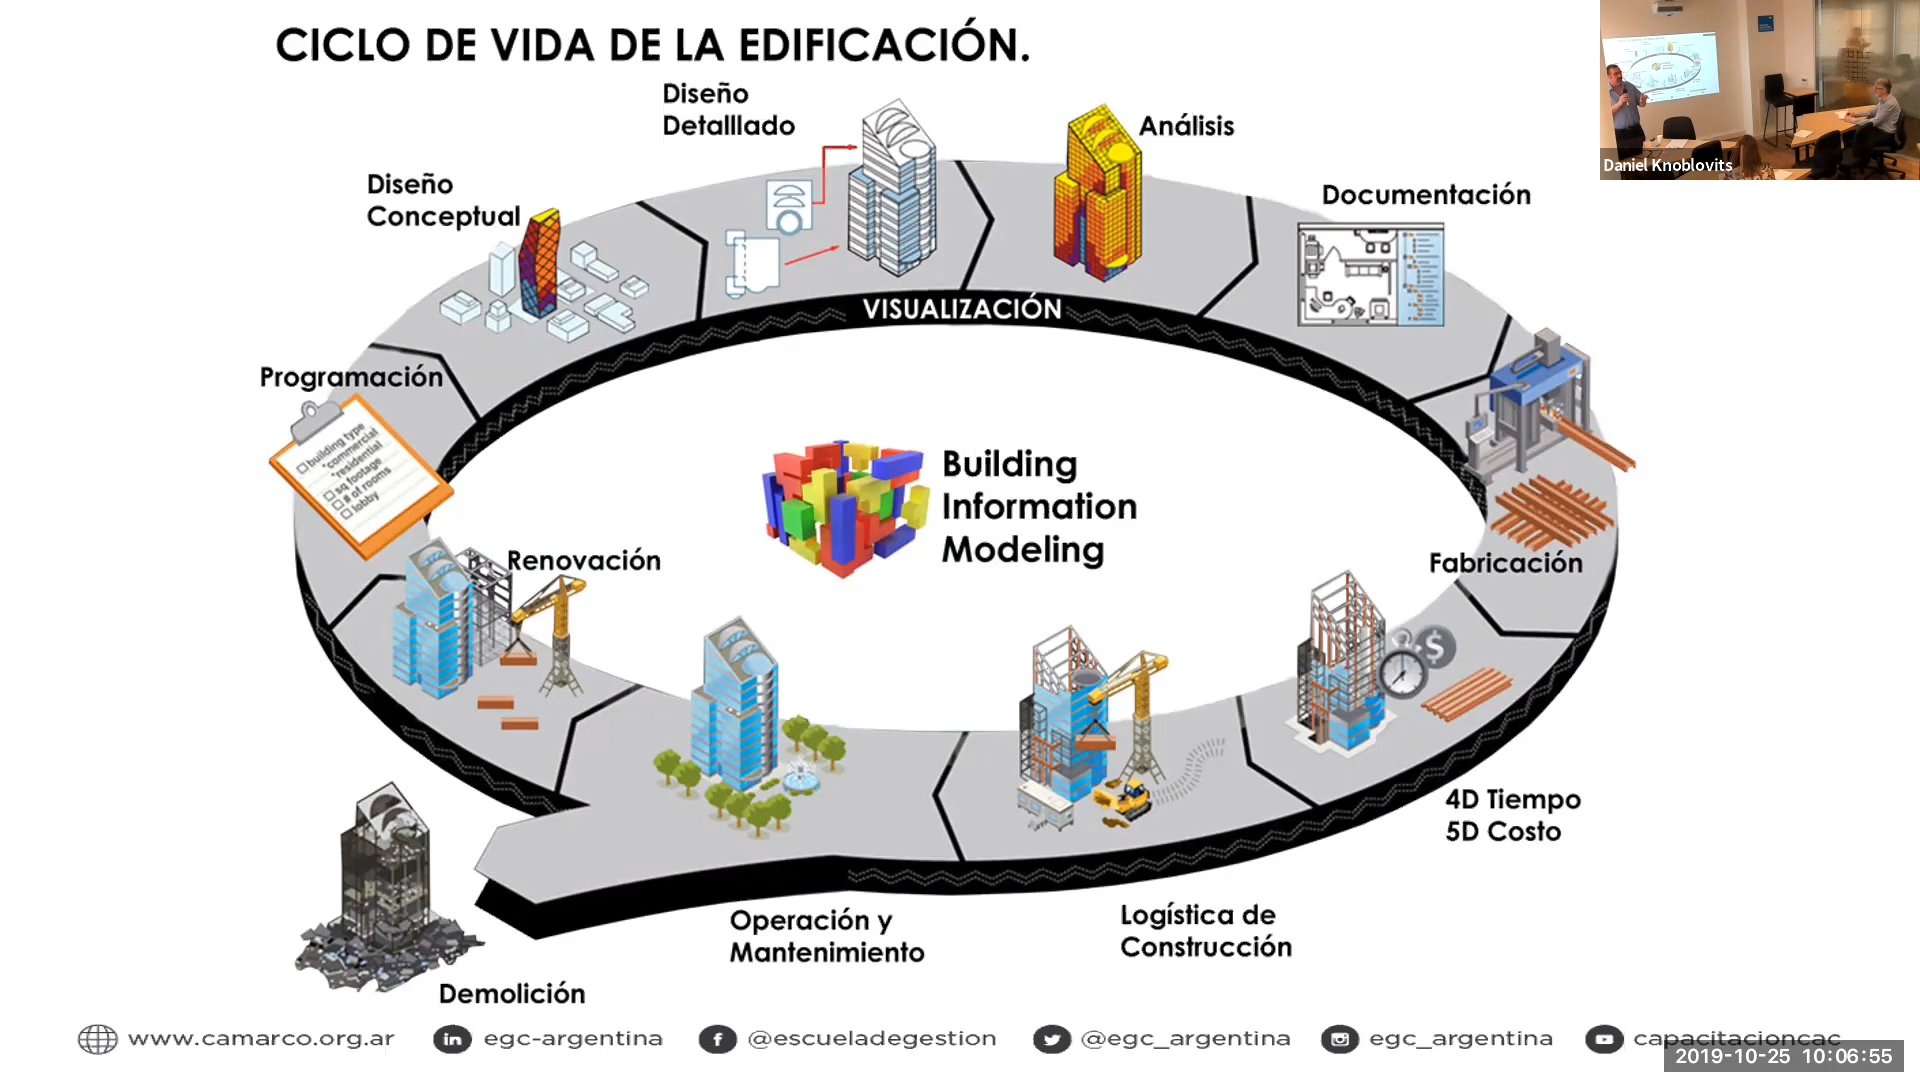 CICLO DE VIDA DE LA EDIFICACIÓN.
Diseño
Detalllado
Análisis
Documentación
Diseño
Conceptual
VISUALIZACIÓN
Programación
building type
*commercial
*residential
sq footage
# of rooms
lobby
Building
Information
Modeling
Renovación
Fabricación
$
4D Tiempo
5D Costo
Logística de
Construcción
Operación y
Mantenimiento
Demolición
www.camarco.org.ar
in egc-argentina
f @escueladegestion
@egc_argentina
egc_argentina
capacitacioncac
Daniel Knoblovits
2019-10-25 10:06:55